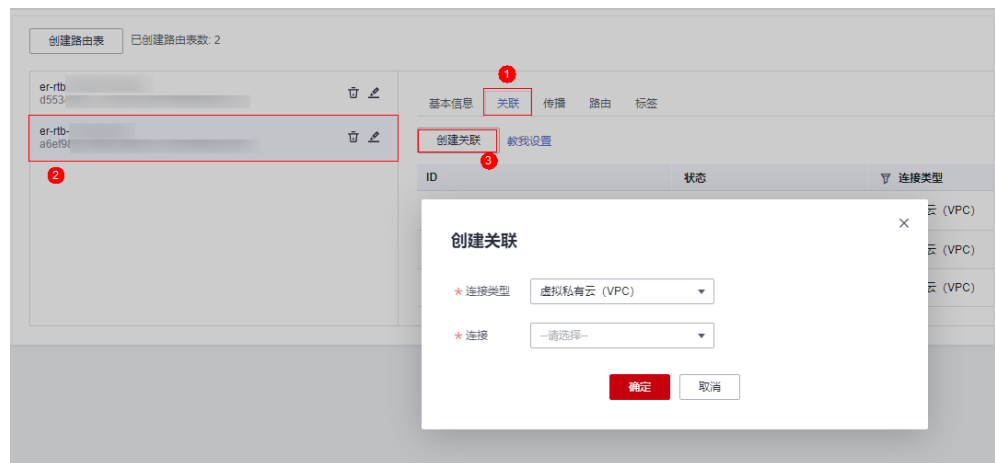 创建路由表 已创建路由表数: 2
er-rtb
d553
1
基本信息 关联 传播 路由 标签
er-rtb-
a6ef98
创建关联 教我设置
2
3
ID 状态 连接类型
云 (VPC)
创建关联
云 (VPC)
* 连接类型 虚拟私有云 (VPC)
云 (VPC)
* 连接 --请选择--
确定 取消